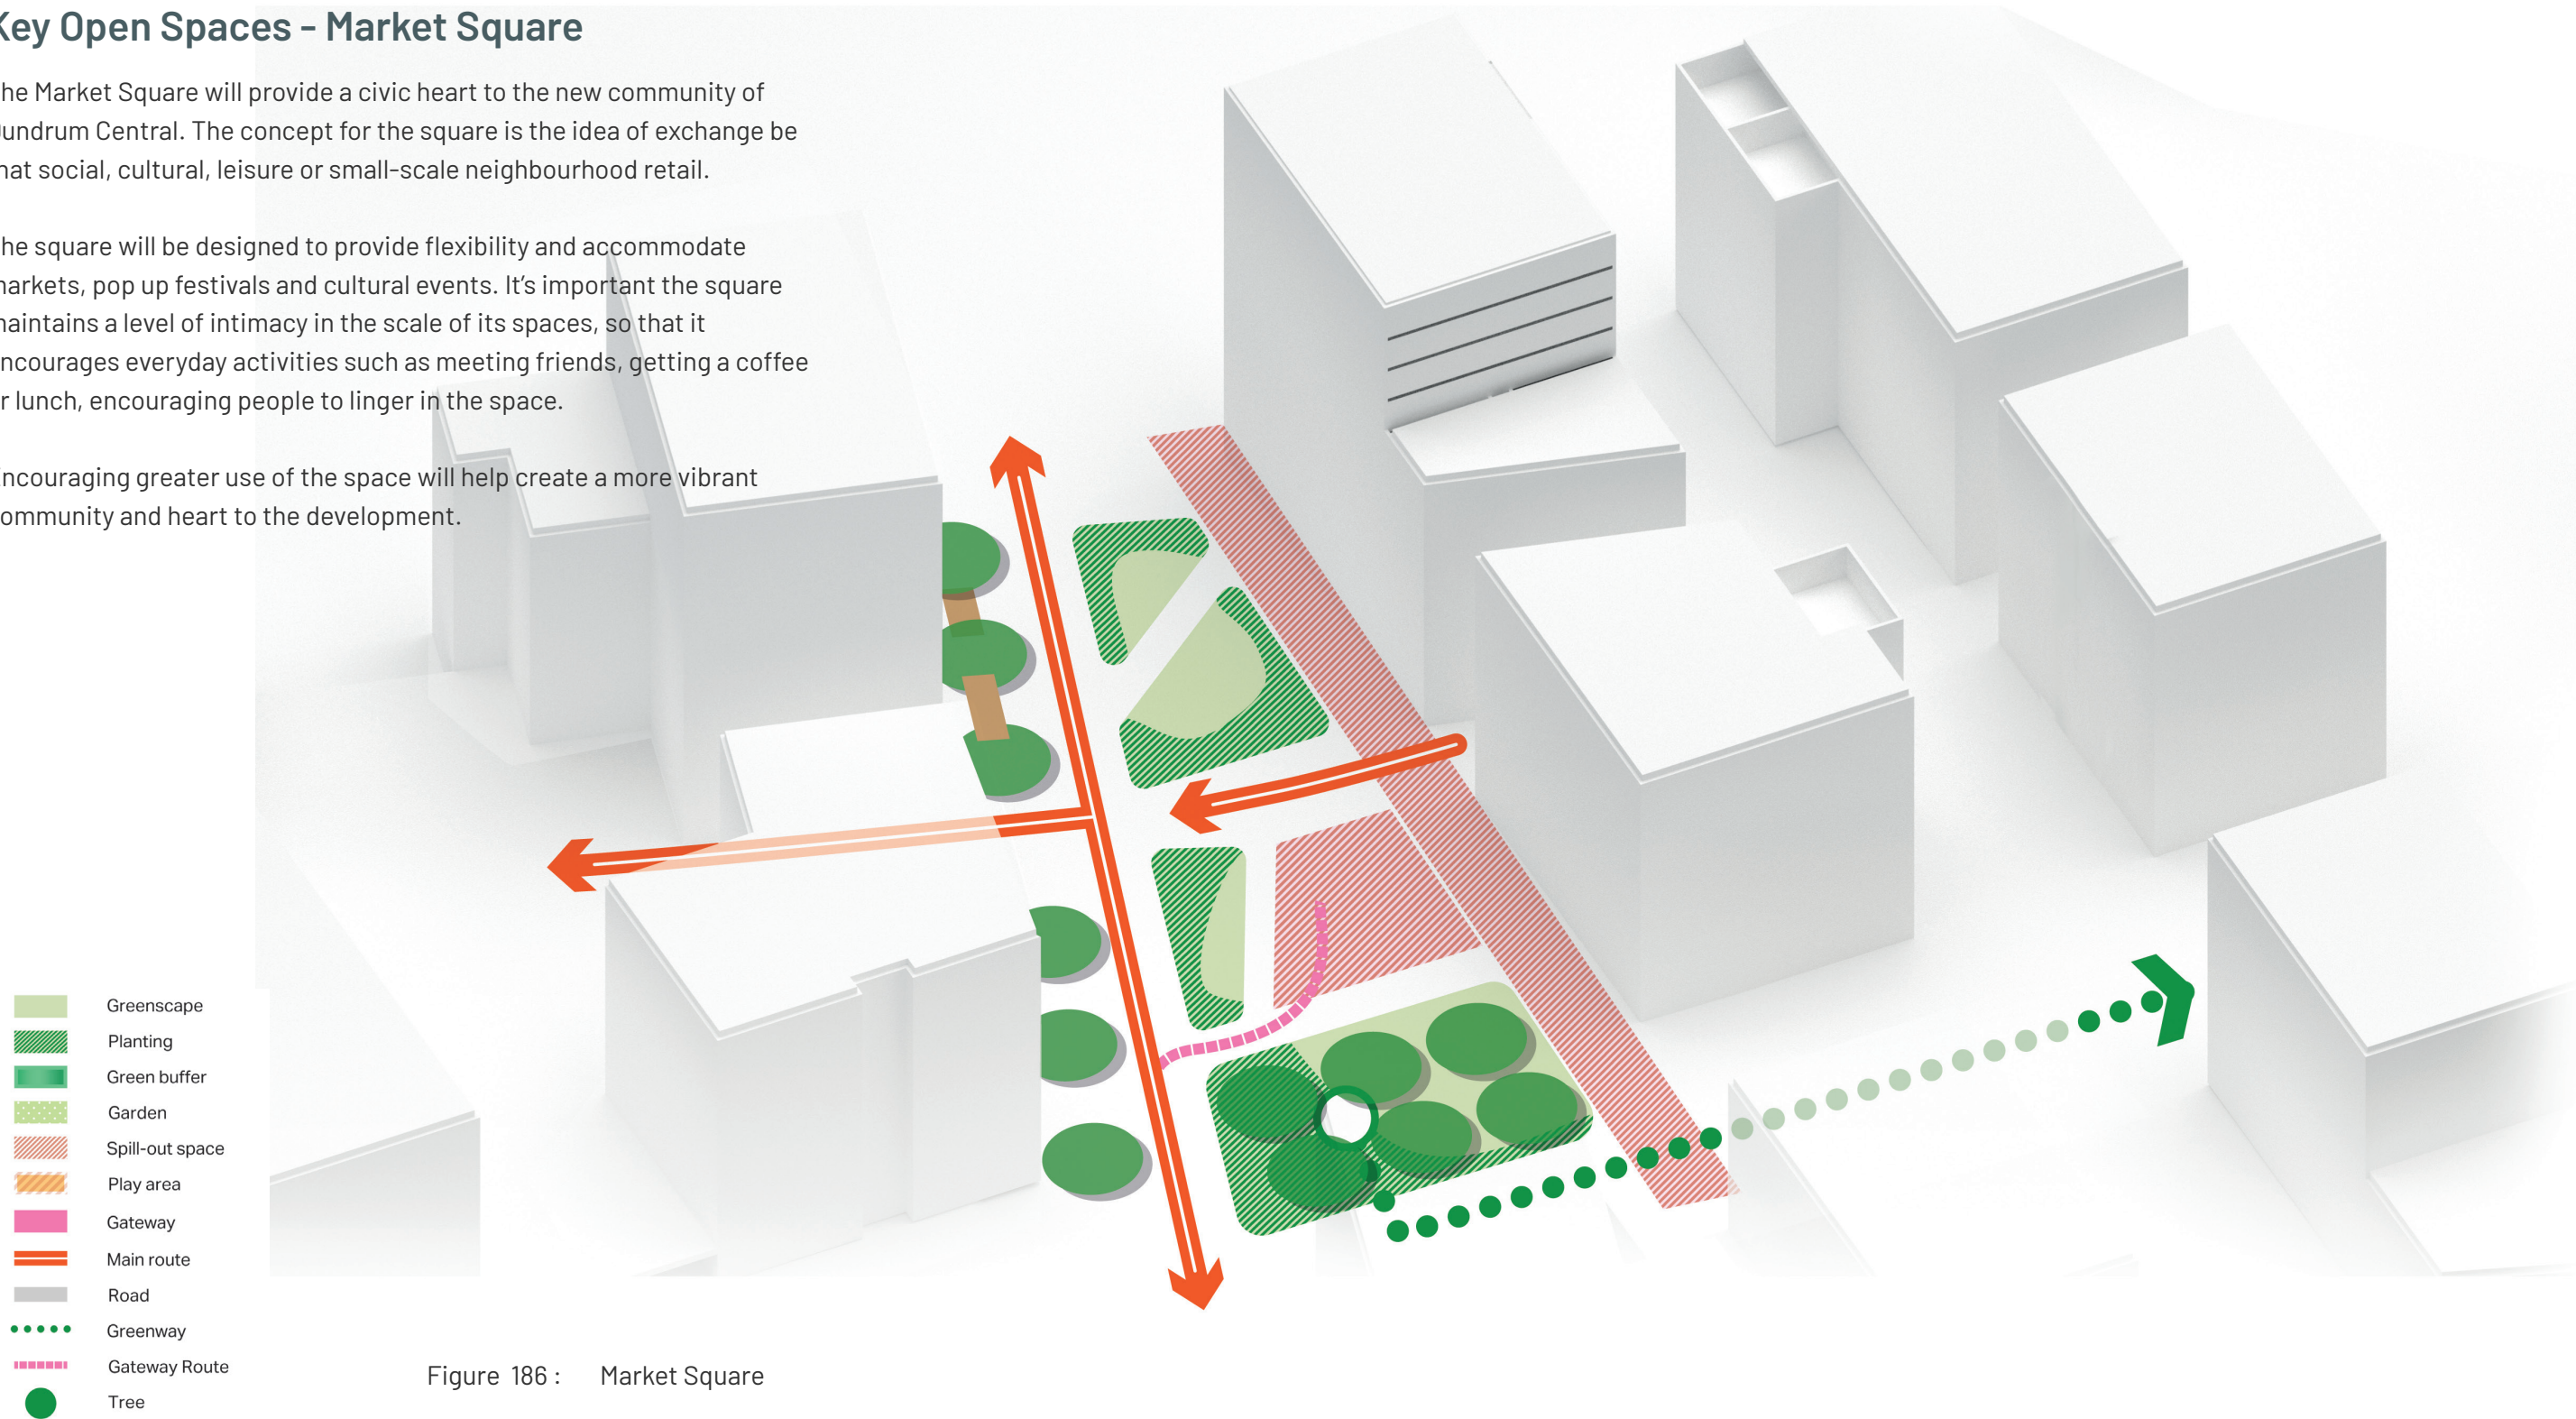 Key Open Spaces - Market Square
he Market Square will provide a civic heart to the new community of
undrum Central. The concept for the square is the idea of exchange be
hat social, cultural, leisure or small-scale neighbourhood retail.
he square will be designed to provide flexibility and accommodate
arkets, pop up festivals and cultural events. It's important the square
aintains a level of intimacy in the scale of its spaces, so that it
ncourages everyday activities such as meeting friends, getting a coffee
r lunch, encouraging people to linger in the space.
ncouraging greater use of the space will help create a more vibrant
ommunity and heart to the development.
Greenscape
Planting
Green buffer
Garden
Spill-out space
Play area
Gateway
Main route
Road
Greenway
Gateway Route
Tree
Figure 186 : Market Square